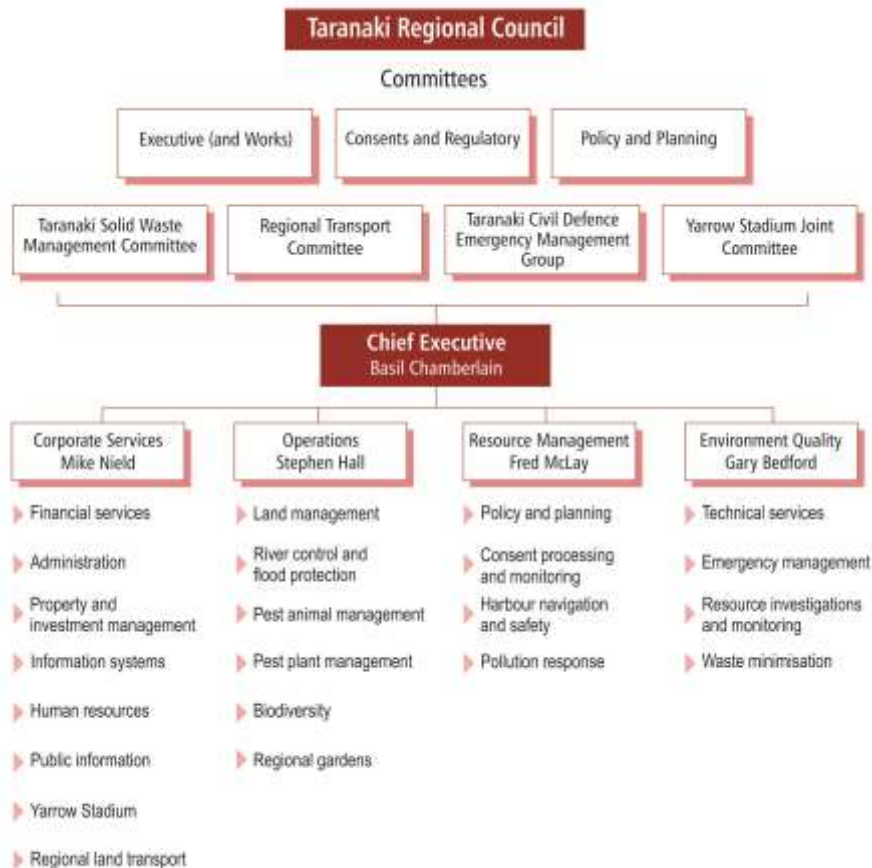 Taranaki Regional Council
Committees
Executive (and Works)
Consents and Regulatory
Policy and Planning
Taranaki Solid Waste
Management Committee
Regional Transport
Committee
Taranaki Civil Defence
Emergency Management
Group
Yarrow Stadium Joint
Committee
Chief Executive
Basil Chamberlain
Corporate Services
Mike Nield
Financial services
Administration
Property and
investment management
Information systems
Human resources
Public information
Yarrow Stadium
Regional land transport
Operations
Stephen Hall
Land management
River control and
flood protection
Pest animal management
Pest plant management
Biodiversity
Regional gardens
Resource Management
Fred McLay
Policy and planning
Consent processing
and monitoring
Harbour navigation
and safety
Pollution response
Environment Quality
Gary Bedford
Technical services
Emergency management
Resource investigations
and monitoring
Waste minimisation